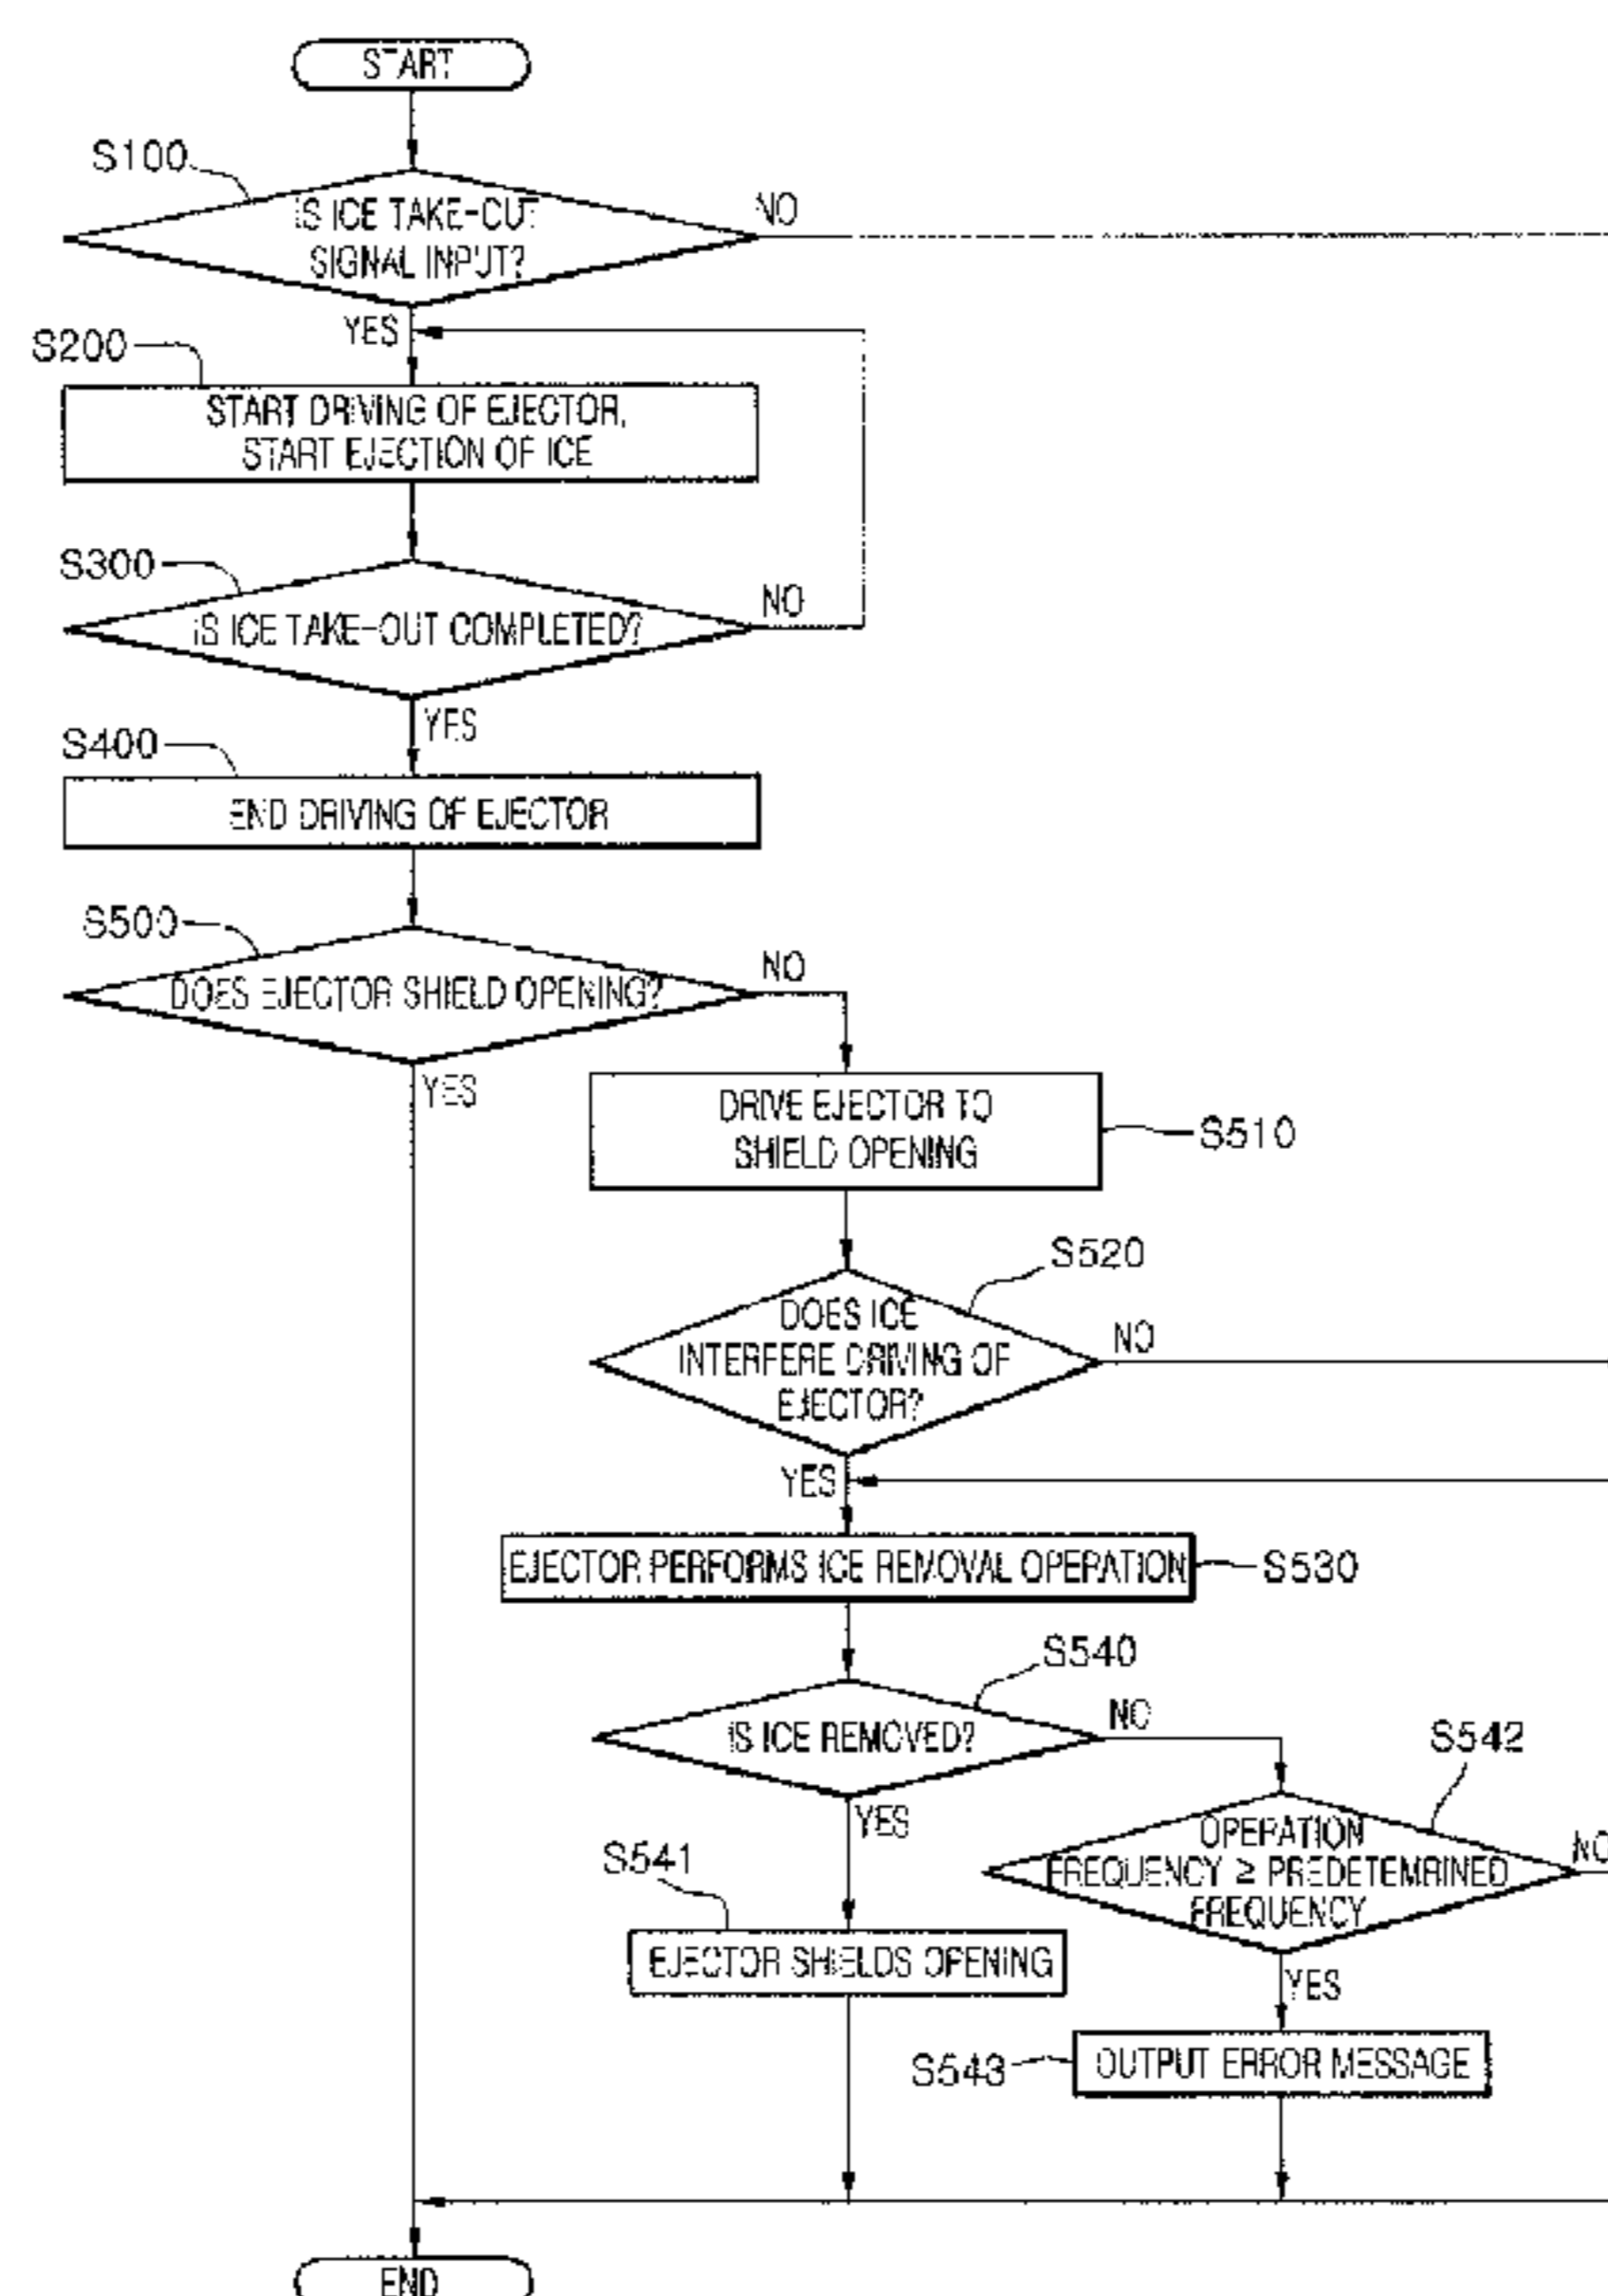 START
S100
IS ICE TAKE-OUT
SIGNAL INPUT?
NO
YES
S200
START DRIVING OF EJECTOR,
START EJECTION OF ICE
S300
IS ICE TAKE-OUT COMPLETED?
NO
YES
S400
END DRIVING OF EJECTOR
S500
DOES EJECTOR SHIELD OPENING?
NO
YES
DRIVE EJECTOR TO
SHIELD OPENING
S510
S520
DOES ICE
INTERFERE DRIVING OF
EJECTOR?
NO
YES
EJECTOR PERFORMS ICE REMOVAL OPERATION
S530
S540
IS ICE REMOVED?
NO
YES
S542
OPERATION
FREQUENCY ≥ PREDETEMRINED
FREQUENCY
NO
YES
S541
EJECTOR SHIELDS OPENING
S543
OUTPUT ERROR MESSAGE
END